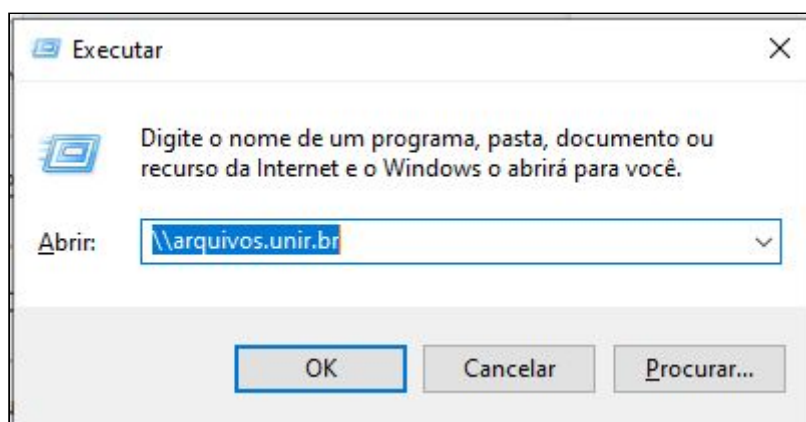 Executar
Digite o nome de um programa, pasta, documento ou
recurso da Internet e o Windows o abrirá para você.
Abrir: \\arquivos.unir.br
OK Cancelar Procurar...